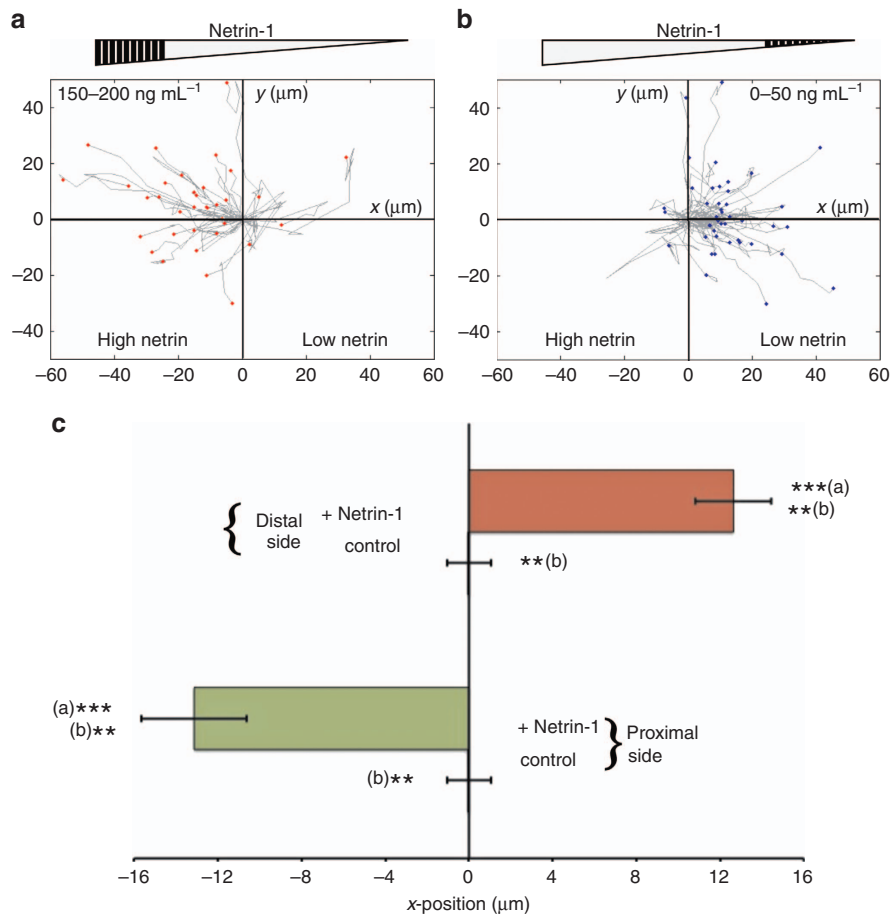 a
Netrin-1
150–200 ng mL⁻¹
y (μm)
x (μm)
High netrin
Low netrin
40
20
0
−20
−40
−60
−40
−20
0
20
40
60
b
Netrin-1
y (μm)
0–50 ng mL⁻¹
x (μm)
High netrin
Low netrin
40
20
0
−20
−40
−60
−40
−20
0
20
40
60
c
{ Distal side
+ Netrin-1
control
***(a)
**(b)
**(b)
(a)***
(b)**
(b)**
+ Netrin-1
control
} Proximal side
−16
−12
−8
−4
0
4
8
12
16
x-position (μm)